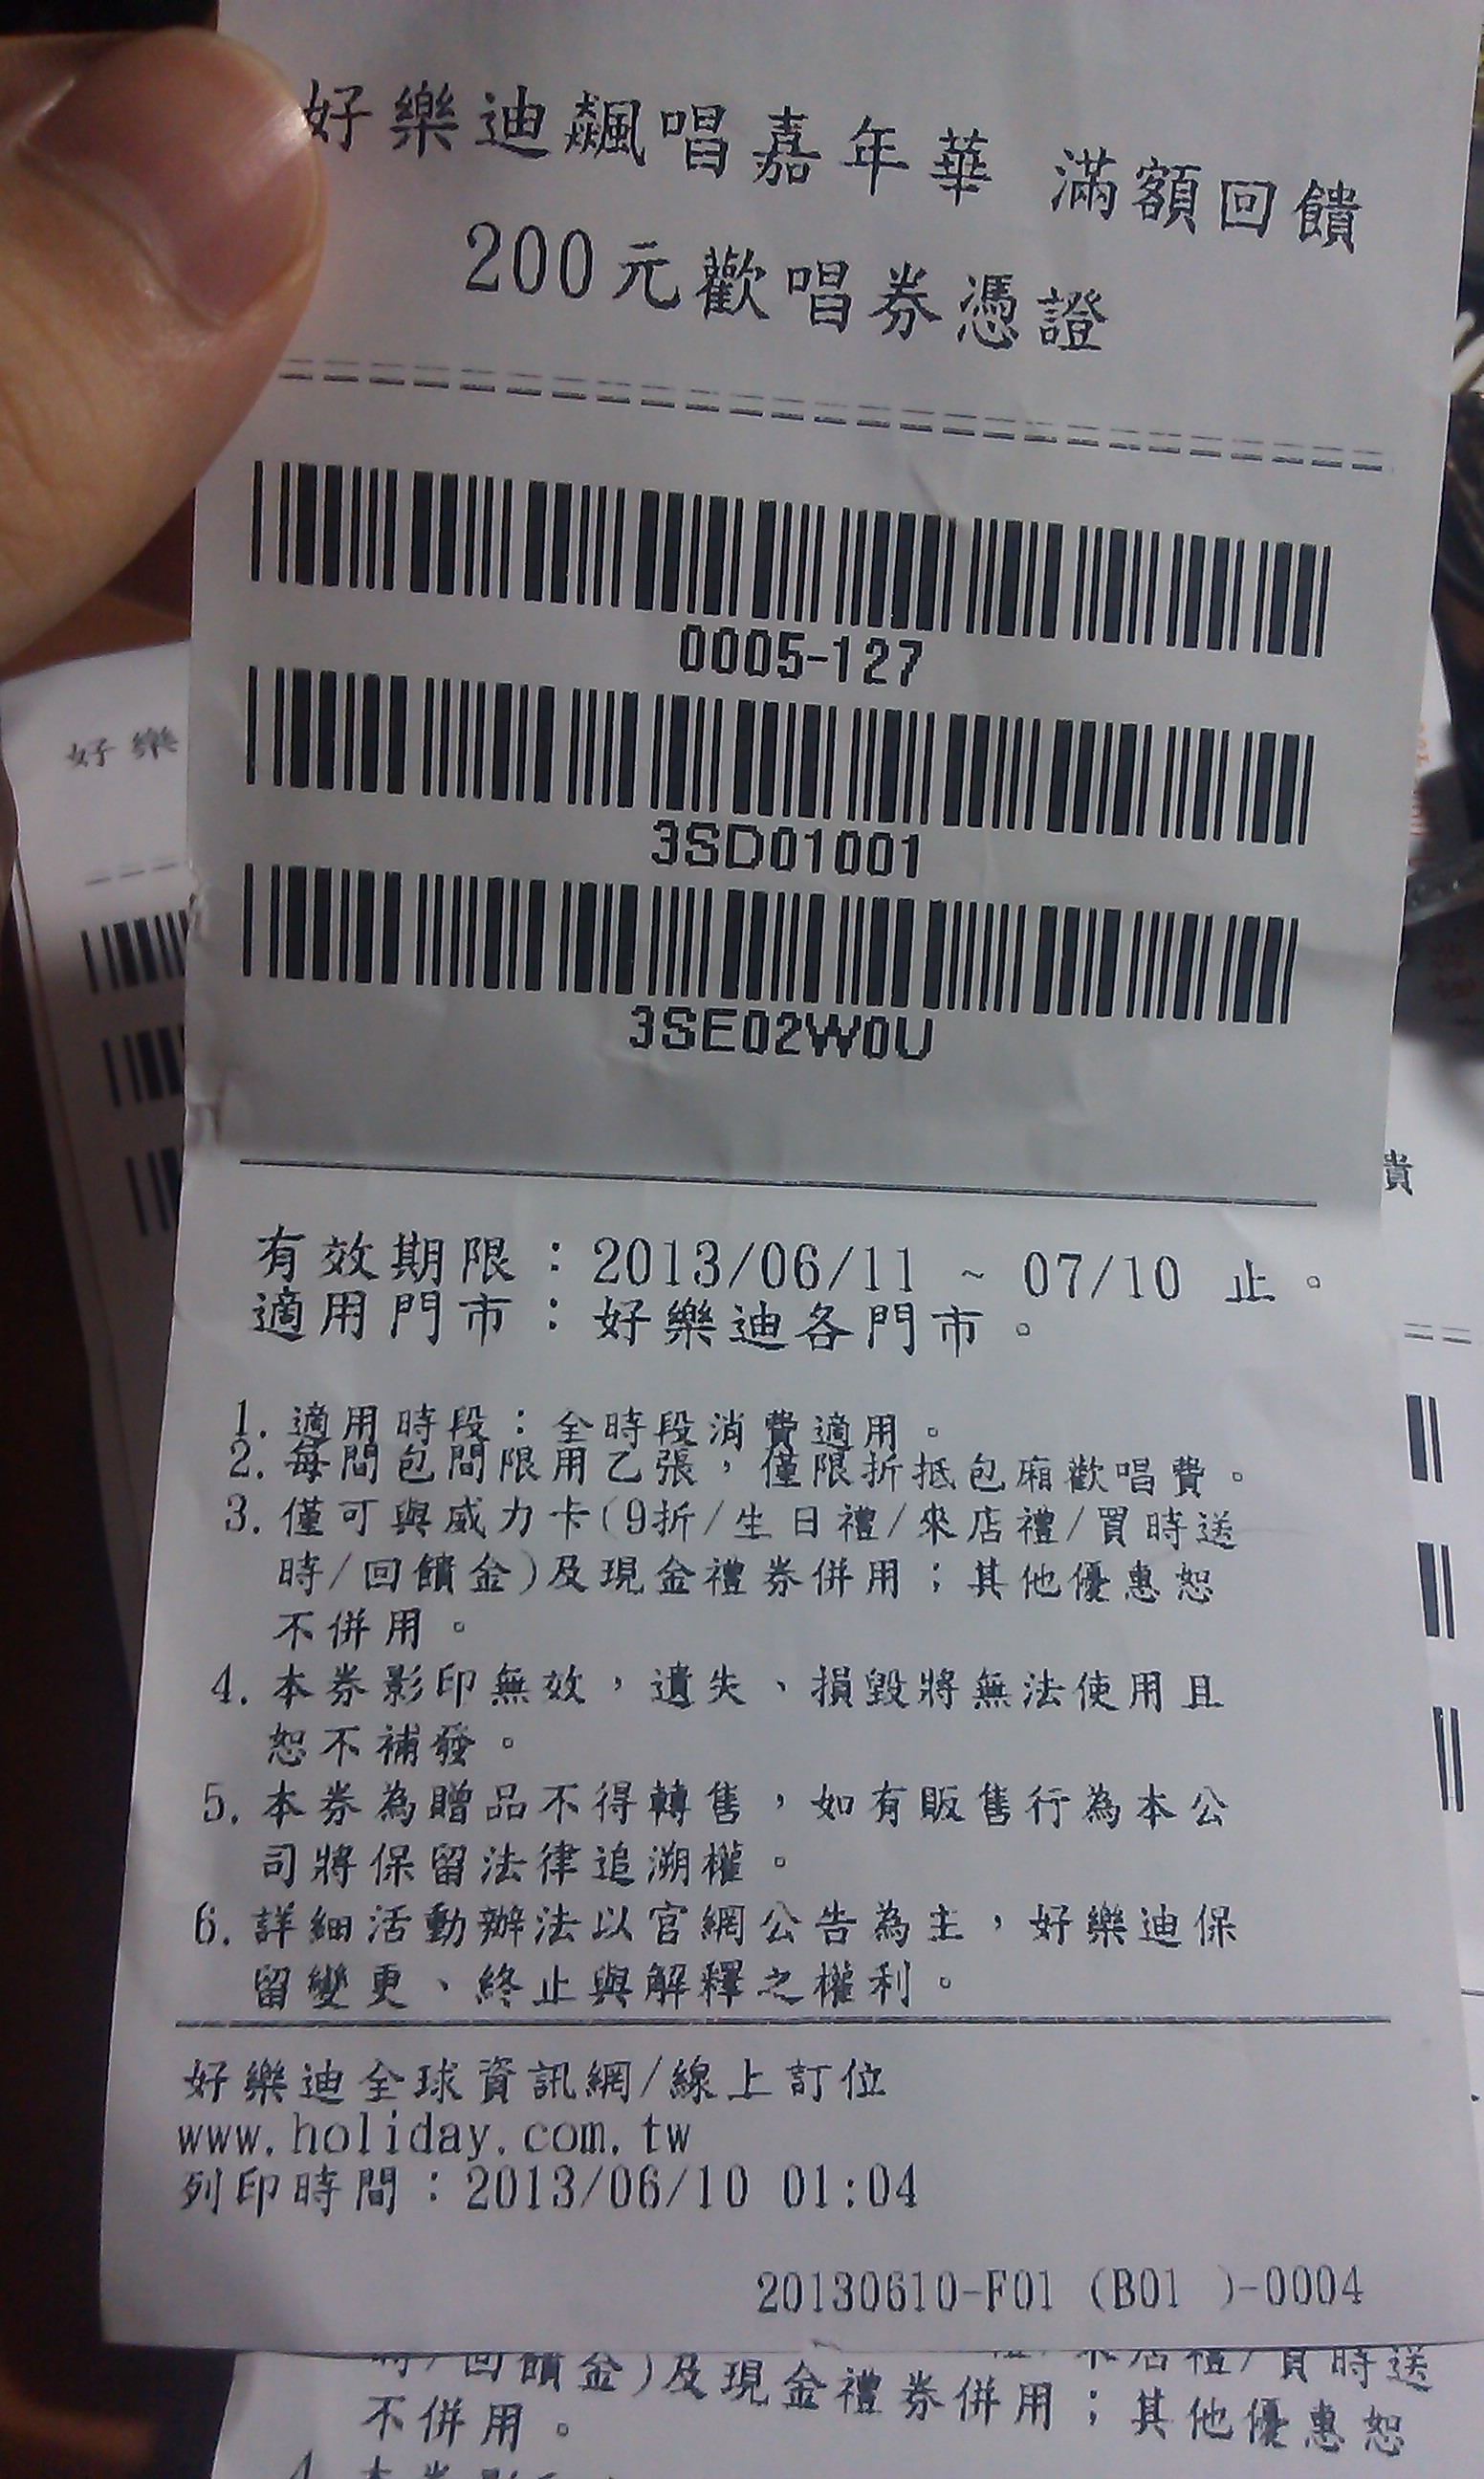 好樂迪飆唱嘉年華 滿額回饋
200元歡唱券憑證
0005-127
3SD01001
3SE02W0U
有效期限：2013/06/11 ~ 07/10 止。
適用門市：好樂迪各門市。
1. 適用時段：全時段消費適用。
2. 每間包間限用乙張，僅限折抵包廂歡唱費。
3. 僅可與威力卡(9折/生日禮/來店禮/買時送
時/回饋金)及現金禮券併用；其他優惠恕
不併用。
4. 本券影印無效，遺失、損毀將無法使用且
恕不補發。
5. 本券為贈品不得轉售，如有販售行為本公
司將保留法律追溯權。
6. 詳細活動辦法以官網公告為主，好樂迪保
留變更、終止與解釋之權利。
好樂迪全球資訊網/線上訂位
www.holiday.com.tw
列印時間：2013/06/10 01:04
20130610-F01 (B01 )-0004
好樂
貴
時/回饋金)及現金禮券併用；其他優惠恕
不併用。